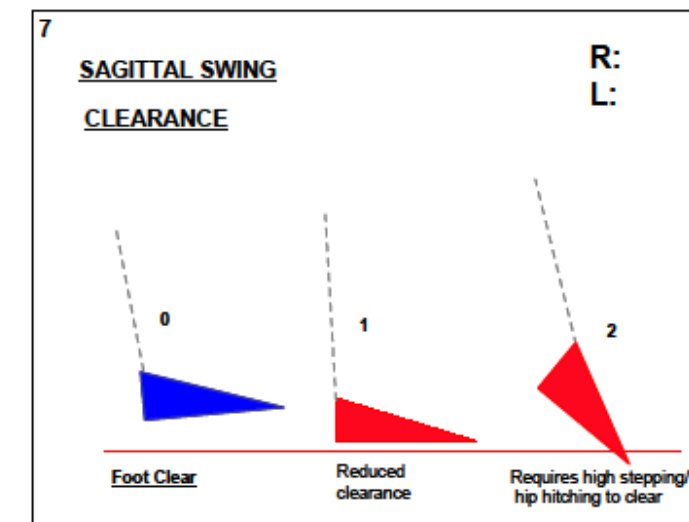 7
SAGITTAL SWING
CLEARANCE
R:
L:
0
1
2
Foot Clear
Reduced
clearance
Requires high stepping/
hip hitching to clear